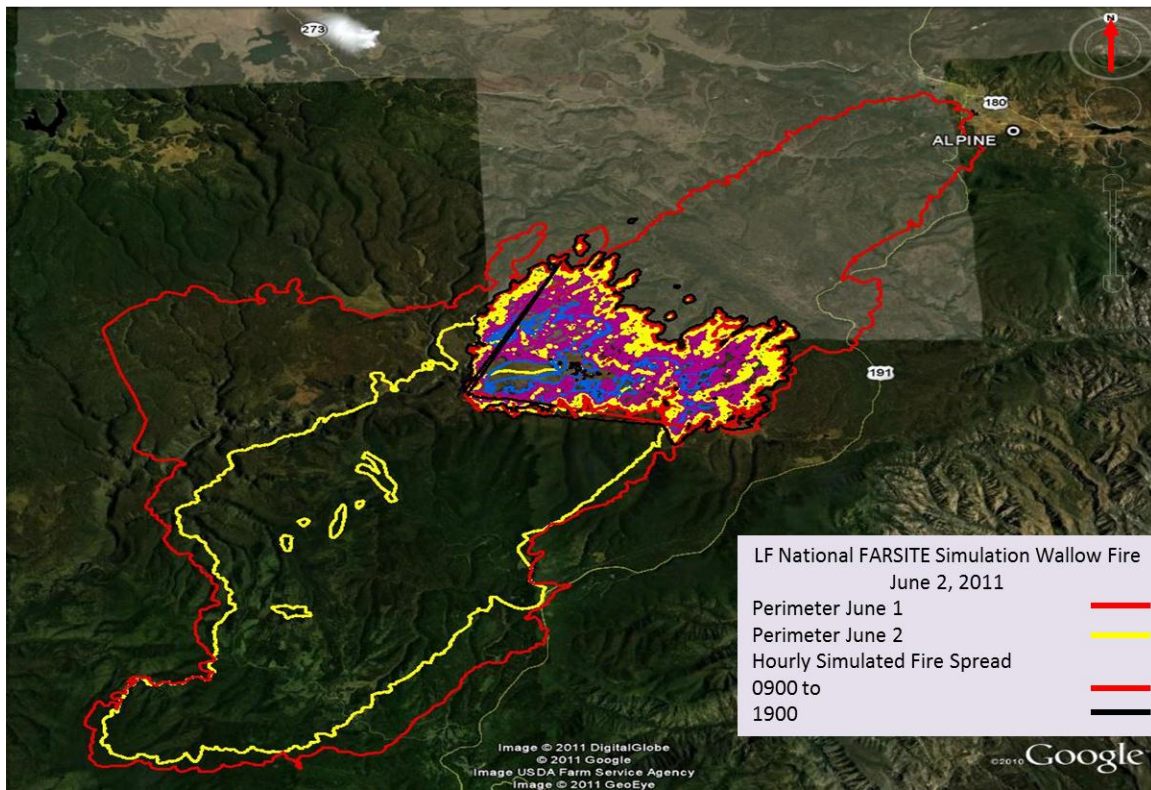 273
N
180
ALPINE
191
LF National FARSITE Simulation Wallow Fire
June 2, 2011
Perimeter June 1
Perimeter June 2
Hourly Simulated Fire Spread
0900 to
1900
Image © 2011 DigitalGlobe
© 2011 Google
Image USDA Farm Service Agency
Image © 2011 GeoEye
©2010 Google